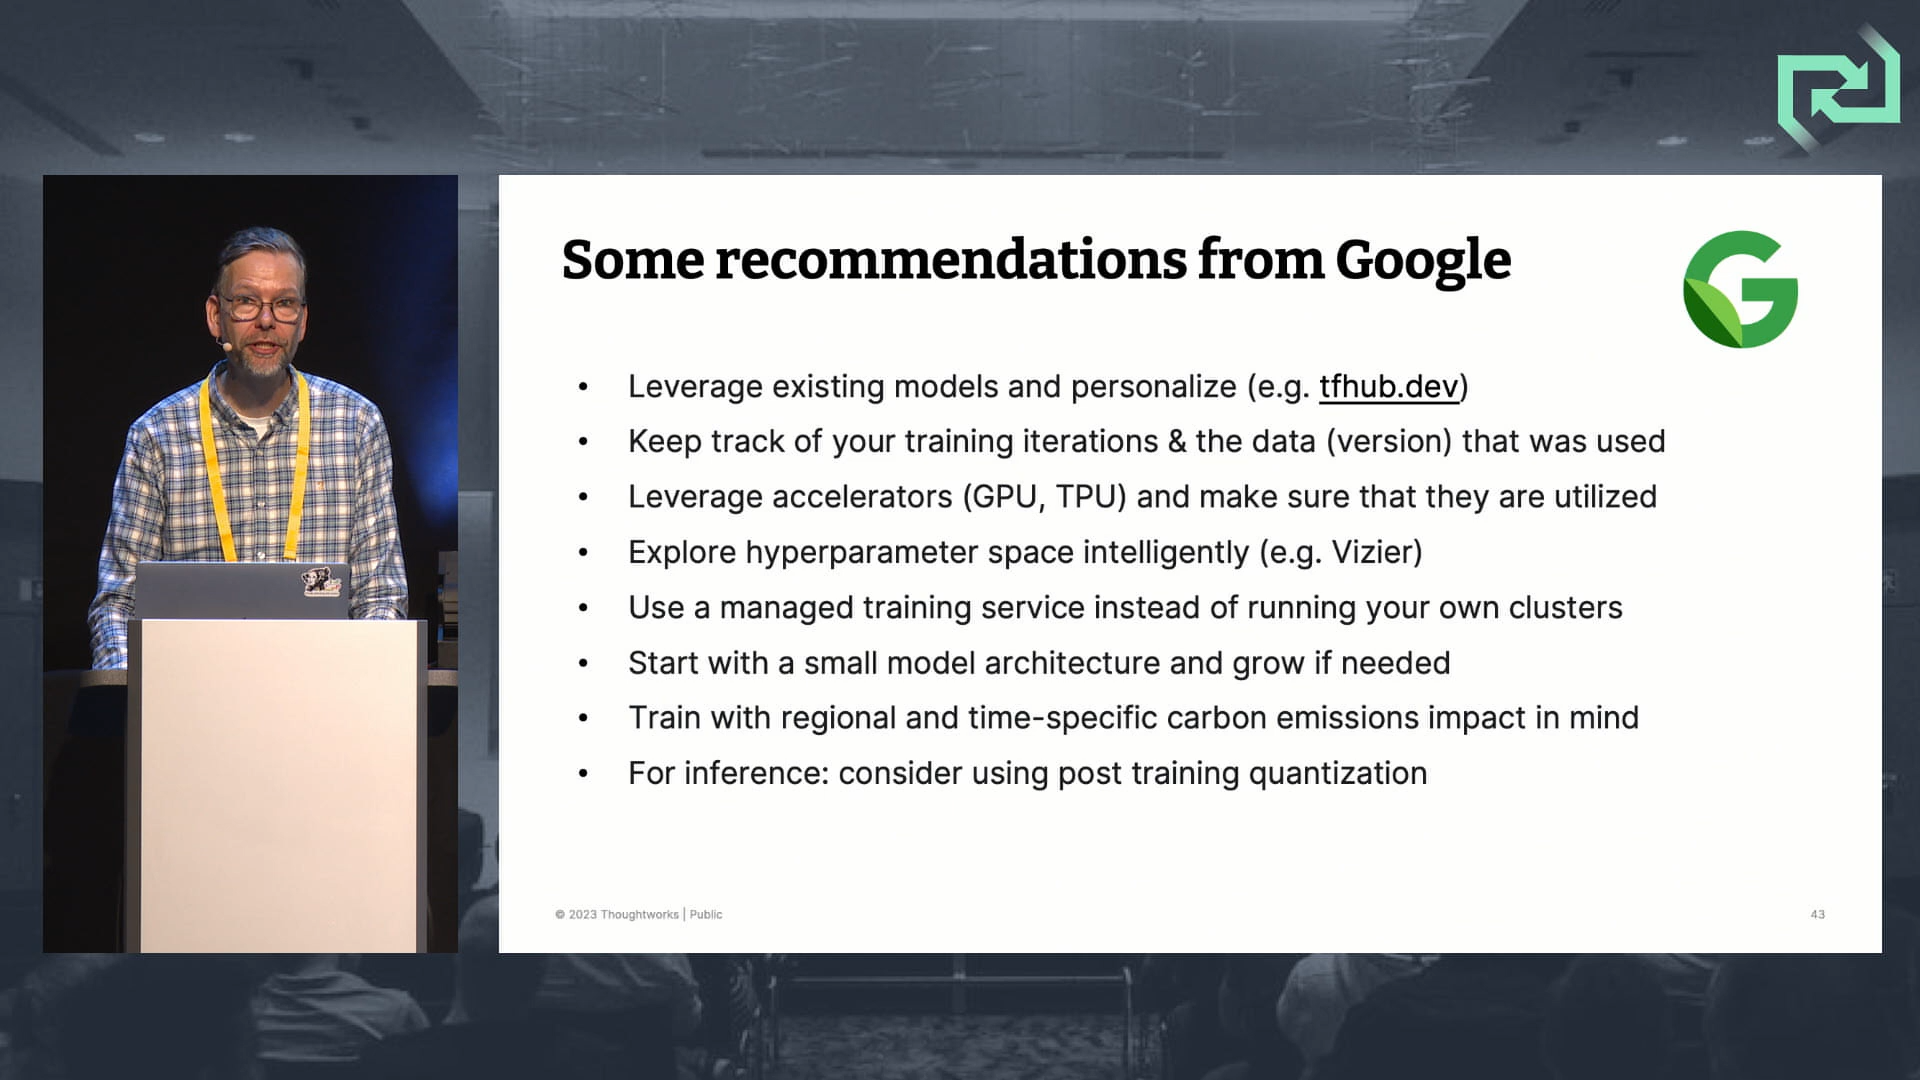 Some recommendations from Google
• Leverage existing models and personalize (e.g. tfhub.dev)
• Keep track of your training iterations & the data (version) that was used
• Leverage accelerators (GPU, TPU) and make sure that they are utilized
• Explore hyperparameter space intelligently (e.g. Vizier)
• Use a managed training service instead of running your own clusters
• Start with a small model architecture and grow if needed
• Train with regional and time-specific carbon emissions impact in mind
• For inference: consider using post training quantization
© 2023 Thoughtworks | Public
43